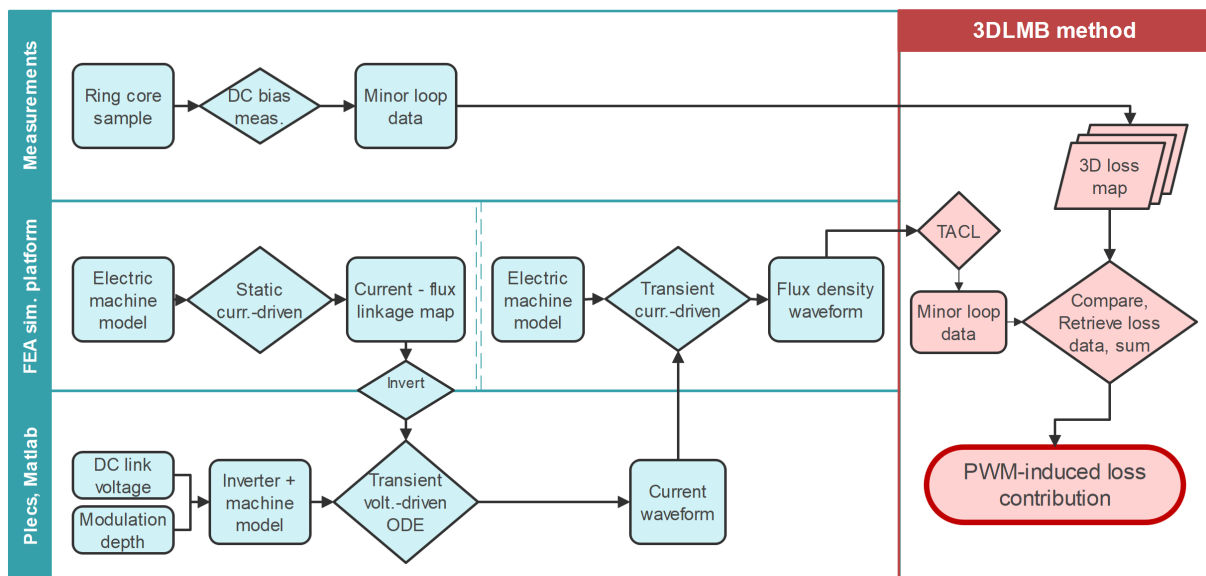 3DLMB method
Measurements
Ring core
sample
DC bias
meas.
Minor loop
data
3D loss
map
FEA sim. platform
Electric
machine
model
Static
curr.-driven
Current - flux
linkage map
Electric
machine
model
Transient
curr.-driven
Flux density
waveform
TACL
Minor loop
data
Compare,
Retrieve loss
data, sum
Invert
Plecs, Matlab
DC link
voltage
Modulation
depth
Inverter +
machine
model
Transient
volt.-driven
ODE
Current
waveform
PWM-induced loss
contribution